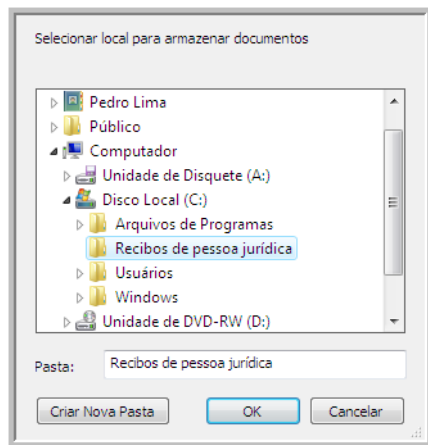 Selecionar local para armazenar documentos
Pedro Lima
Público
Computador
Unidade de Disquete (A:)
Disco Local (C:)
Arquivos de Programas
Recibos de pessoa jurídica
Usuários
Windows
Unidade de DVD-RW (D:)
Pasta: Recibos de pessoa jurídica
Criar Nova Pasta OK Cancelar